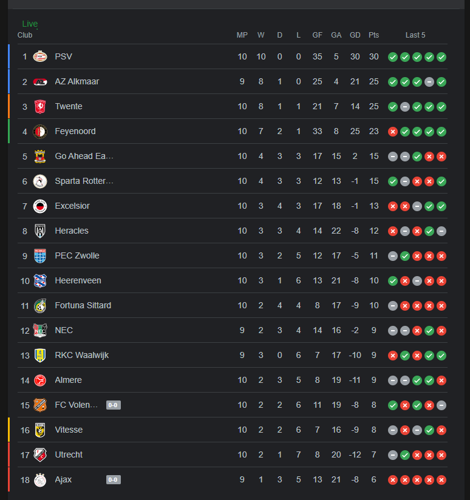 Live
Club MP W D L GF GA GD Pts Last 5
1 PSV 10 10 0 0 35 5 30 30
2 AZ Alkmaar 9 8 1 0 25 4 21 25
3 Twente 10 8 1 1 21 7 14 25
4 Feyenoord 10 7 2 1 33 8 25 23
5 Go Ahead Ea... 10 4 3 3 17 15 2 15
6 Sparta Rotter... 10 4 3 3 12 13 -1 15
7 Excelsior 10 3 4 3 17 18 -1 13
8 Heracles 10 3 3 4 14 22 -8 12
9 PEC Zwolle 10 3 2 5 12 17 -5 11
10 Heerenveen 10 3 1 6 13 21 -8 10
11 Fortuna Sittard 10 2 4 4 8 17 -9 10
12 NEC 9 2 3 4 14 16 -2 9
13 RKC Waalwijk 9 3 0 6 7 17 -10 9
14 Almere 10 2 3 5 8 19 -11 9
15 FC Volen... 0-0 10 2 2 6 11 19 -8 8
16 Vitesse 10 2 2 6 7 16 -9 8
17 Utrecht 10 2 1 7 8 20 -12 7
18 Ajax 0-0 9 1 3 5 13 21 -8 6